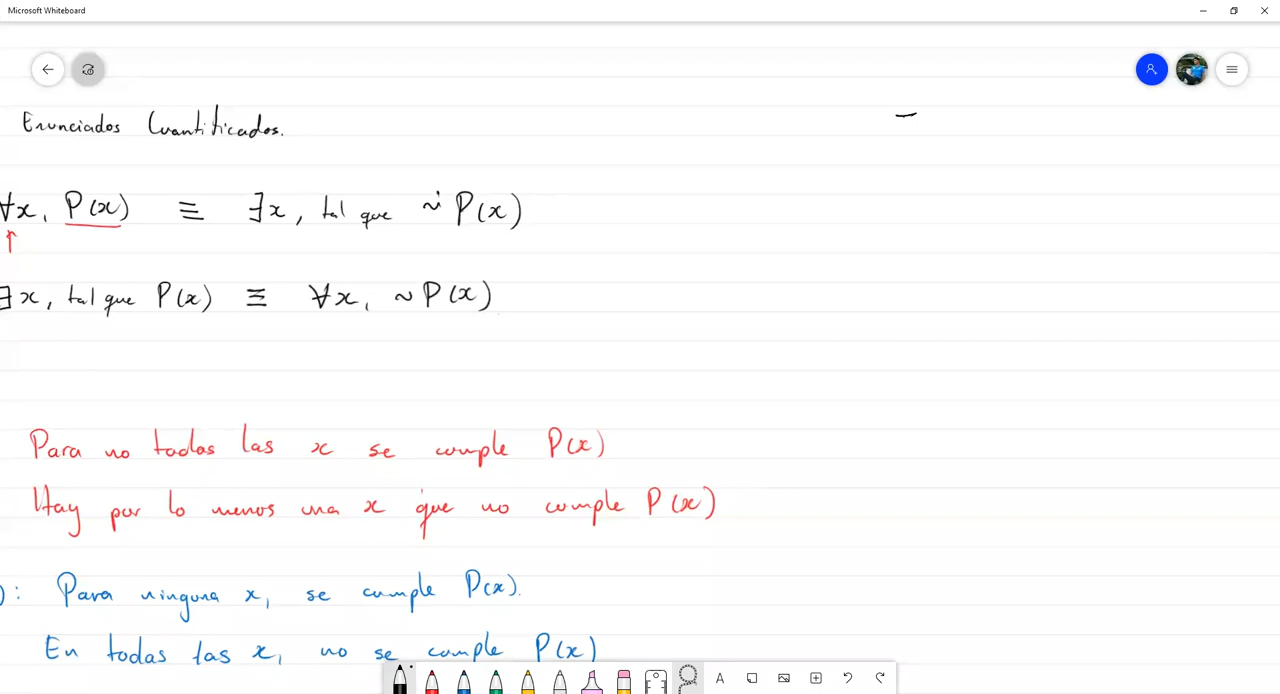 Microsoft Whiteboard
Enunciados Cuantificados.
∀x, P(x) ≡ ∃x, tal que ~P(x)
∃x, tal que P(x) ≡ ∀x, ~P(x)
Para no todas las x se cumple P(x)
Hay por lo menos una x que no cumple P(x)
): Para ninguna x, se cumple P(x).
En todas las x, no se cumple P(x)
A